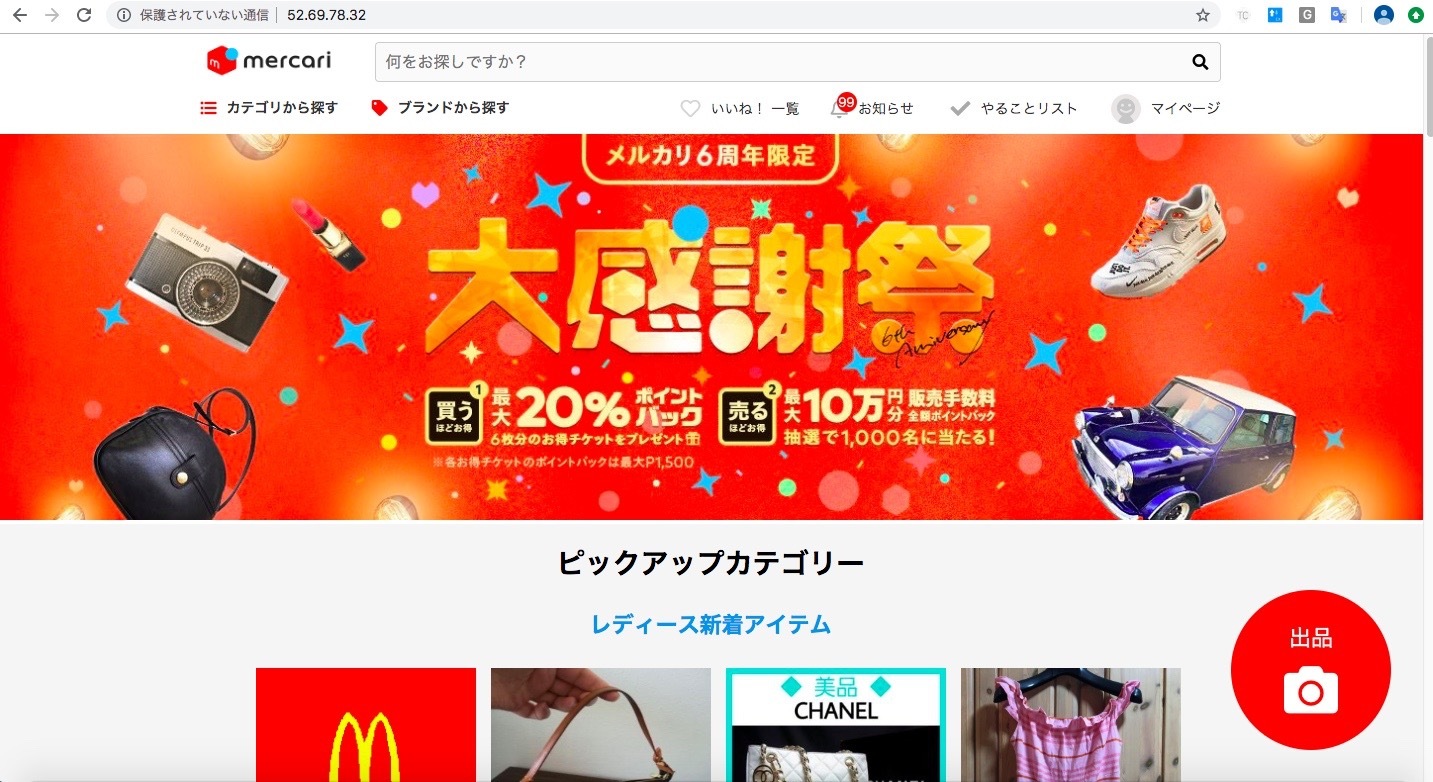 保護されていない通信 52.69.78.32
TC G
mercari 何をお探しですか？
カテゴリから探す ブランドから探す いいね！ 一覧 99 お知らせ やることリスト マイページ
メルカリ6周年限定
OLYMPUS TRIP 35
大感謝祭
6th Anniversary
1 買うほどお得 最大20%ポイントバック
6枚分のお得チケットをプレゼント
※各お得チケットのポイントバックは最大P1,500
2 売るほどお得 最大10万円分 販売手数料全額ポイントバック
抽選で1,000名に当たる！
ピックアップカテゴリー
レディース新着アイテム
出品
美品
CHANEL